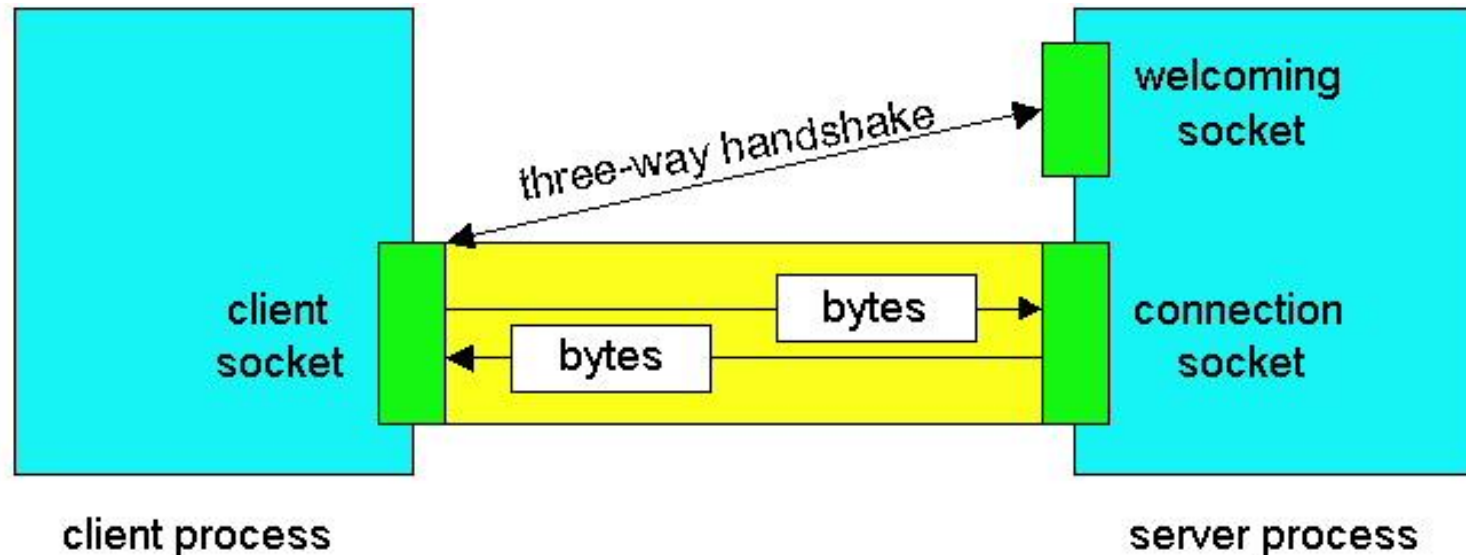 welcoming
socket
three-way handshake
client
socket
bytes
bytes
connection
socket
client process
server process